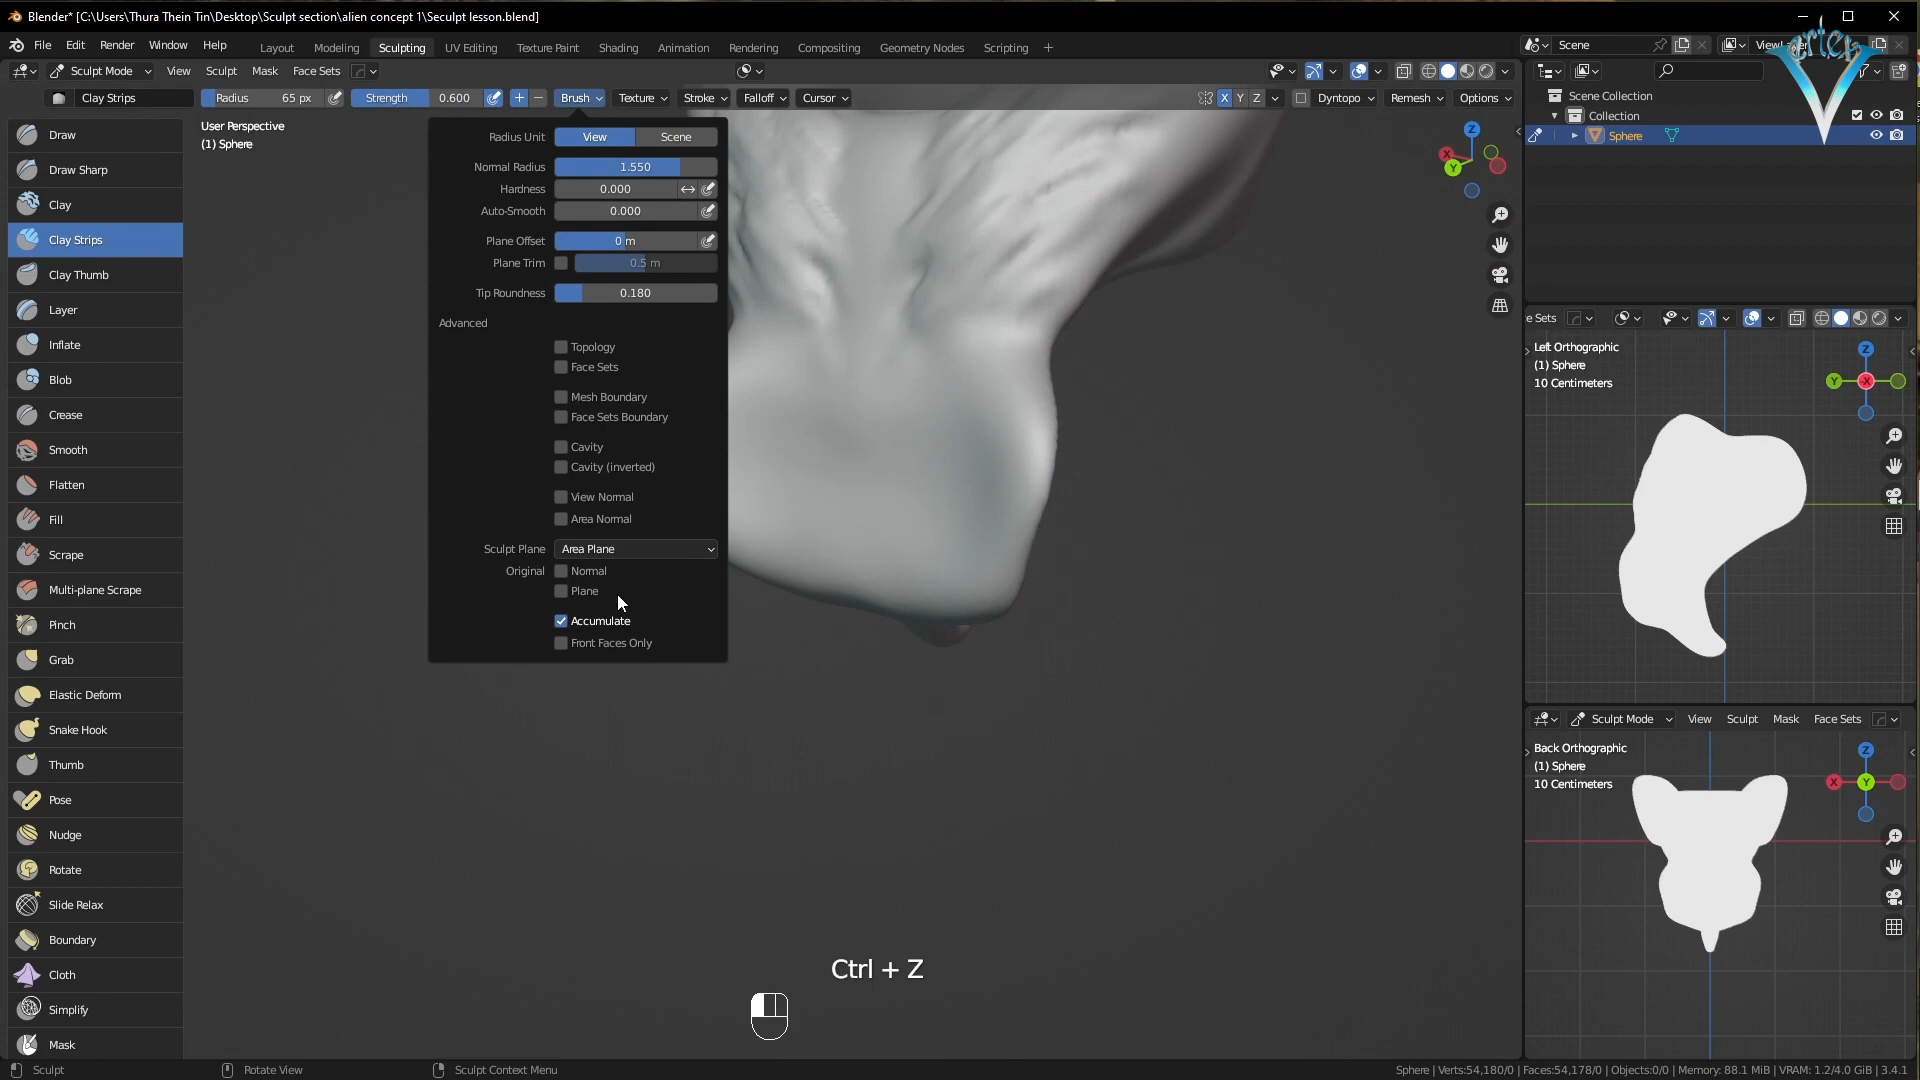 Blender* [C:\Users\Thura Thein Tin\Desktop\Sculpt section\alien concept 1\Seculpt lesson.blend]
File Edit Render Window Help Layout Modeling Sculpting UV Editing Texture Paint Shading Animation Rendering Compositing Geometry Nodes Scripting + Scene
Sculpt Mode View Sculpt Mask Face Sets
Clay Strips Radius 65 px Strength 0.600 Brush Texture Stroke Falloff Cursor X Y Z Dyntopo Remesh Options
User Perspective
(1) Sphere
Draw
Draw Sharp
Clay
Clay Strips
Clay Thumb
Layer
Inflate
Blob
Crease
Smooth
Flatten
Fill
Scrape
Multi-plane Scrape
Pinch
Grab
Elastic Deform
Snake Hook
Thumb
Pose
Nudge
Rotate
Slide Relax
Boundary
Cloth
Simplify
Mask
Radius Unit View Scene
Normal Radius 1.550
Hardness 0.000
Auto-Smooth 0.000
Plane Offset 0 m
Plane Trim 0.5 m
Tip Roundness 0.180
Advanced
Topology
Face Sets
Mesh Boundary
Face Sets Boundary
Cavity
Cavity (inverted)
View Normal
Area Normal
Sculpt Plane Area Plane
Original Normal
Plane
Accumulate
Front Faces Only
Z
X
Y
Ctrl + Z
Scene Collection
Collection
Sphere
e Sets
Left Orthographic
(1) Sphere
10 Centimeters
Z
Y X
Sculpt Mode View Sculpt Mask Face Sets
Back Orthographic
(1) Sphere
10 Centimeters
Z
X Y
Sculpt Rotate View Sculpt Context Menu
Sphere | Verts:54,180/0 | Faces:54,178/0 | Objects:0/0 | Memory: 88.1 MiB | VRAM: 1.2/4.0 GiB | 3.4.1